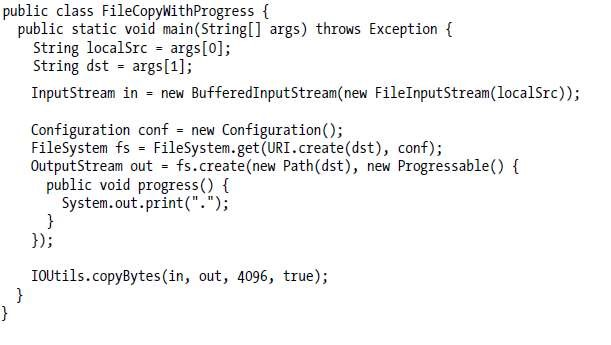 public class FileCopyWithProgress {
  public static void main(String[] args) throws Exception {
    String localSrc = args[0];
    String dst = args[1];
    InputStream in = new BufferedInputStream(new FileInputStream(localSrc));
    Configuration conf = new Configuration();
    FileSystem fs = FileSystem.get(URI.create(dst), conf);
    OutputStream out = fs.create(new Path(dst), new Progressable() {
      public void progress() {
        System.out.print(".");
      }
    });
    IOUtils.copyBytes(in, out, 4096, true);
  }
}